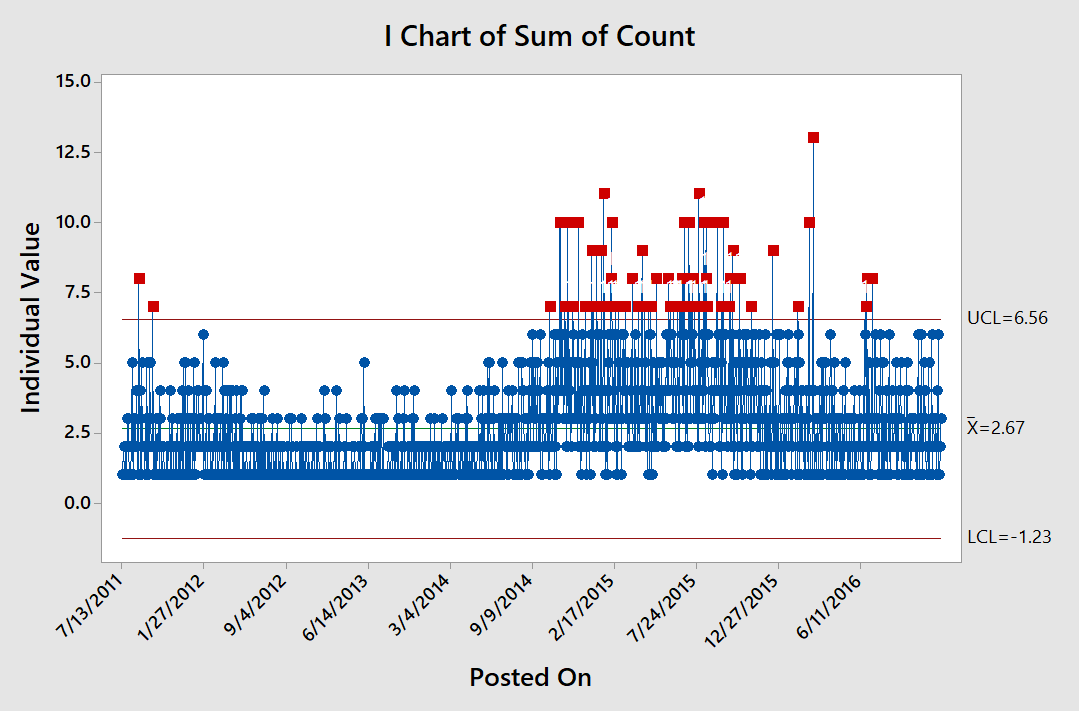 I Chart of Sum of Count
15.0
12.5
10.0
7.5
5.0
2.5
0.0
Individual Value
UCL=6.56
X̅=2.67
LCL=-1.23
7/13/2011
1/27/2012
9/4/2012
6/14/2013
3/4/2014
9/9/2014
2/17/2015
7/24/2015
12/27/2015
6/11/2016
Posted On